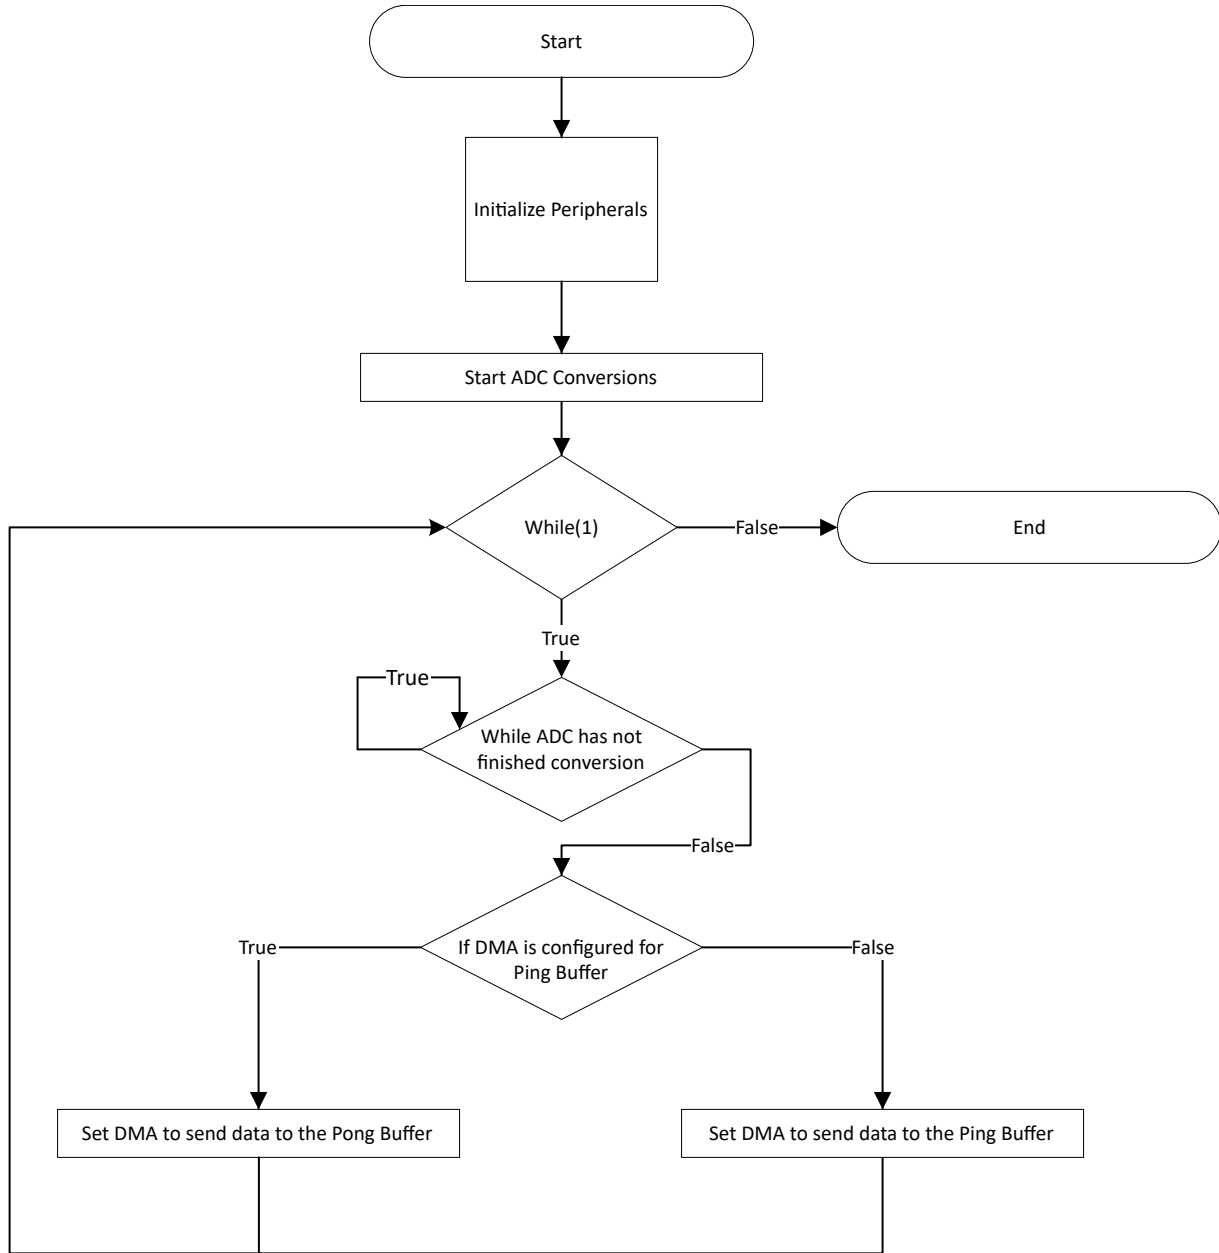 Start
Initialize Peripherals
Start ADC Conversions
While(1)
False
End
True
True
While ADC has not
finished conversion
False
True
If DMA is configured for
Ping Buffer
False
Set DMA to send data to the Pong Buffer
Set DMA to send data to the Ping Buffer